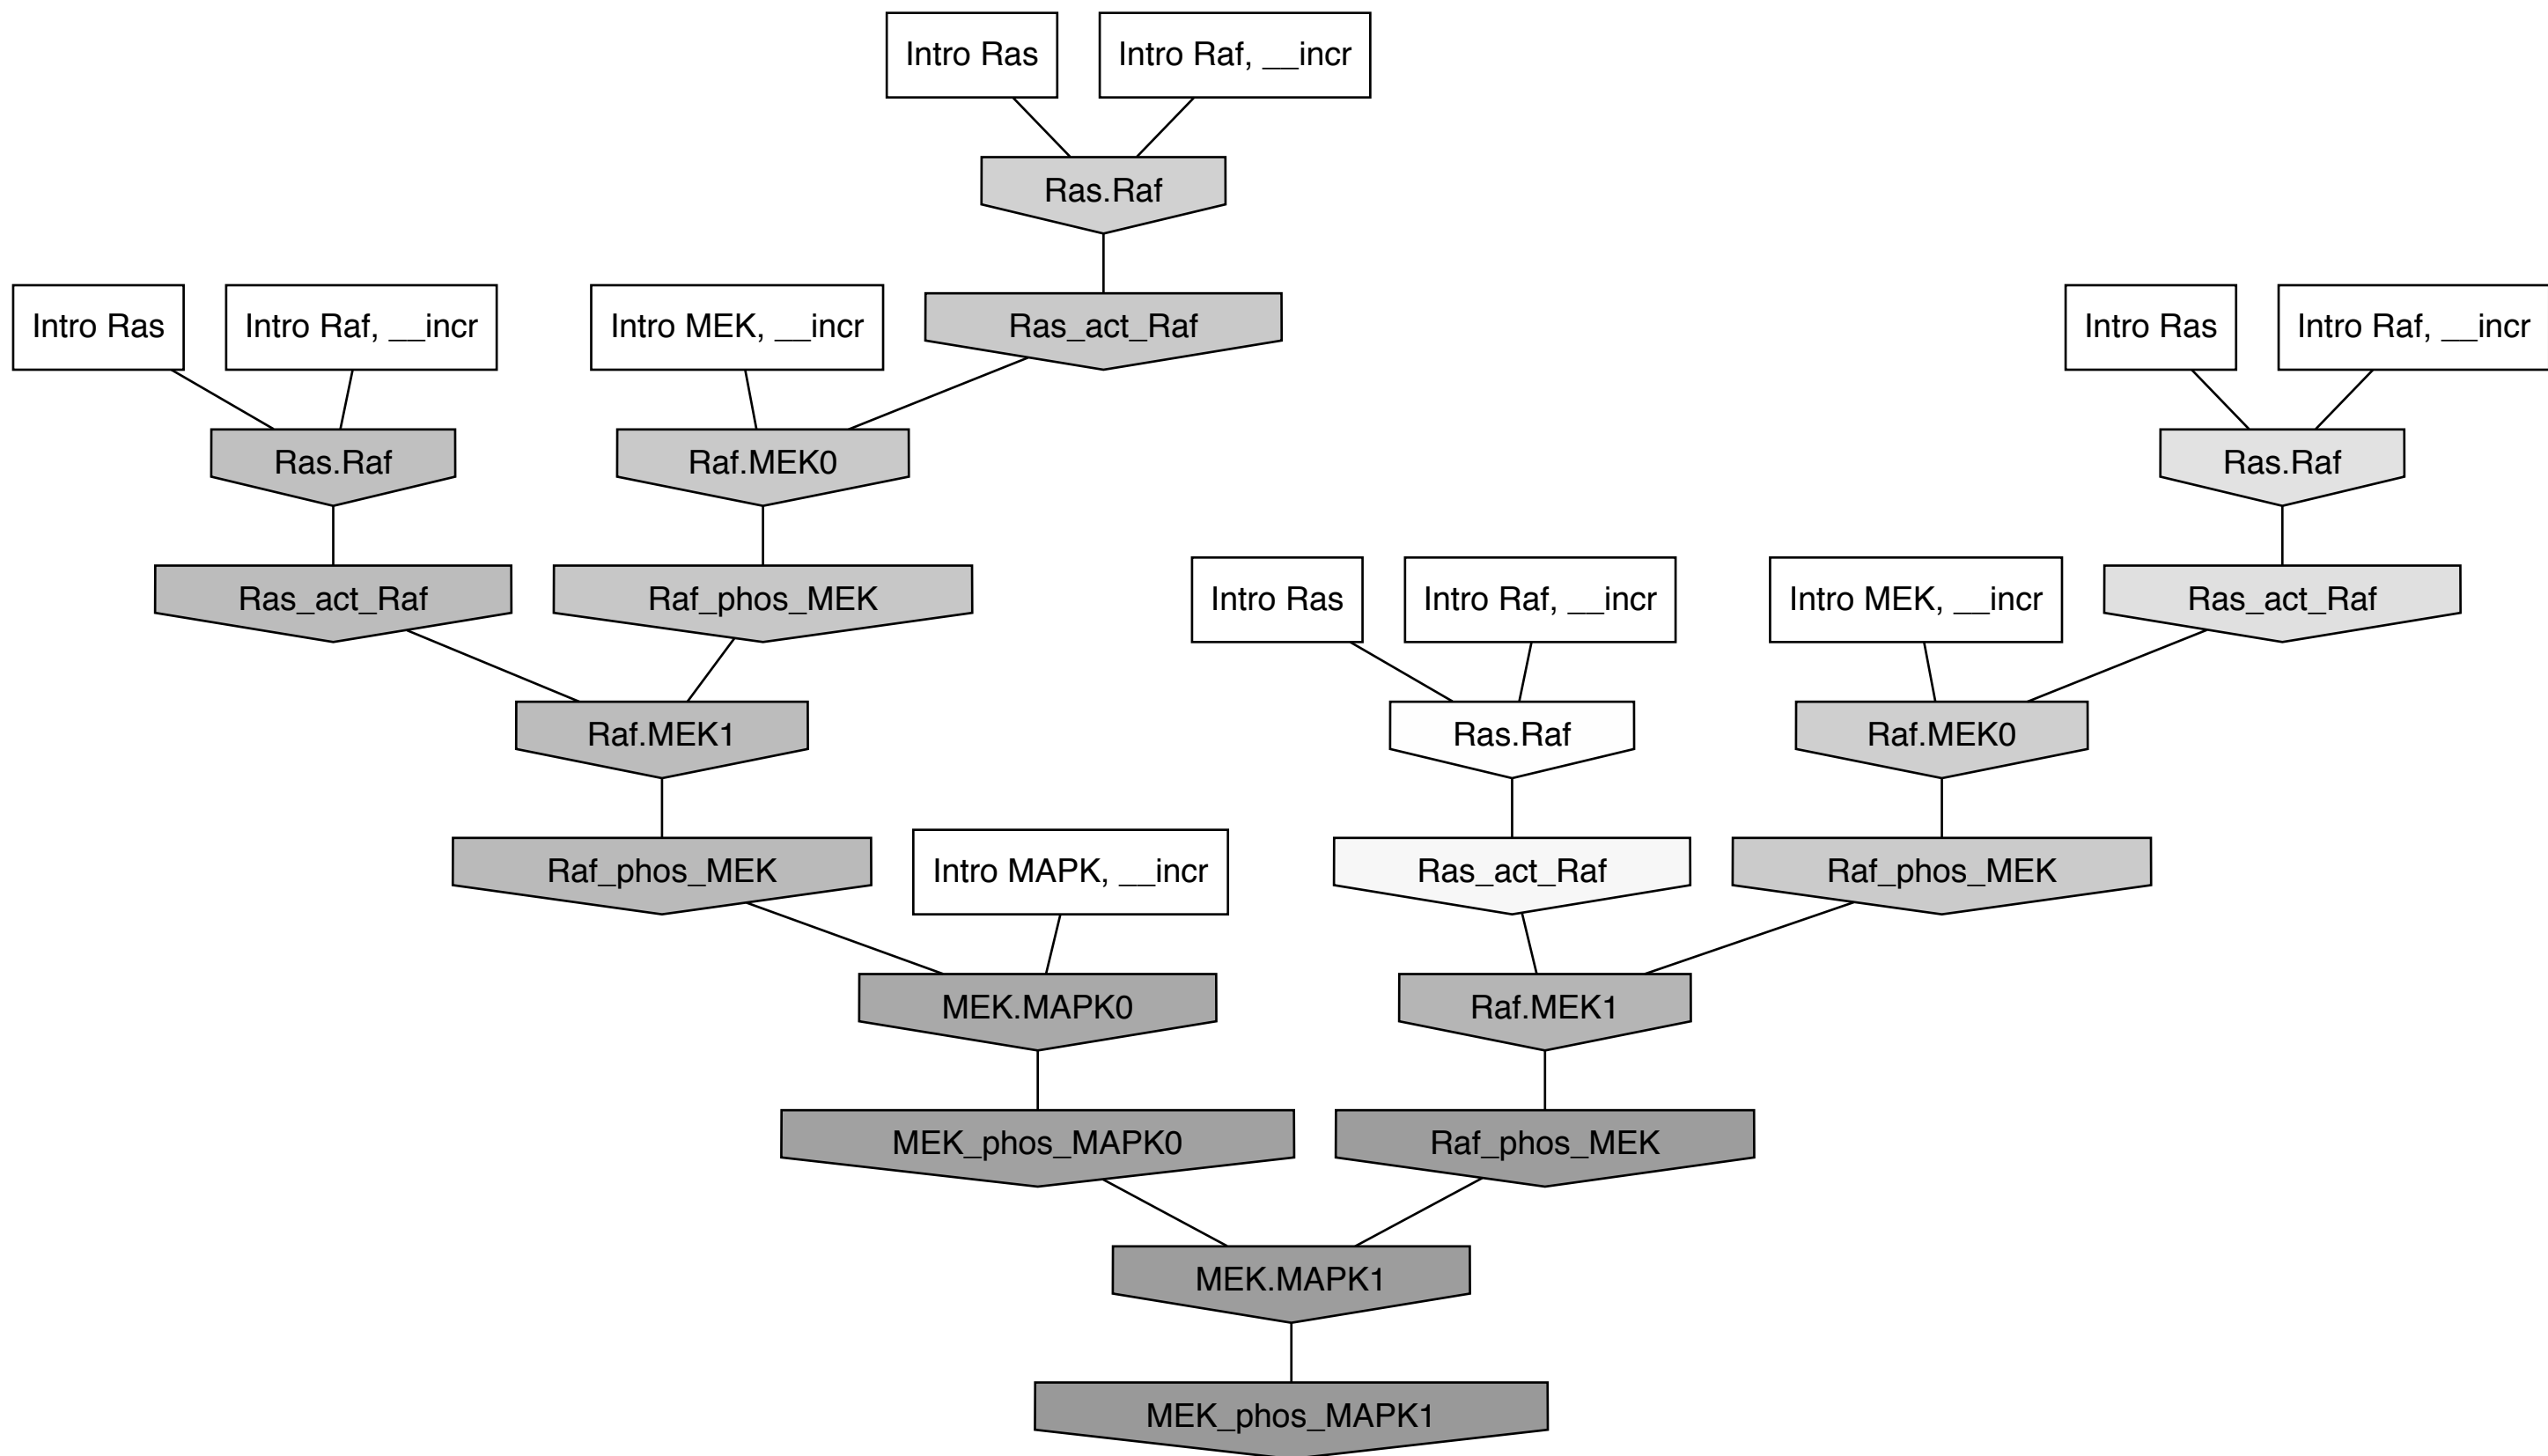 Intro Ras
Intro Raf, __incr
Ras.Raf
Intro Ras
Intro Raf, __incr
Intro MEK, __incr
Ras_act_Raf
Intro Ras
Intro Raf, __incr
Ras.Raf
Raf.MEK0
Ras.Raf
Ras_act_Raf
Raf_phos_MEK
Intro Ras
Intro Raf, __incr
Intro MEK, __incr
Ras_act_Raf
Raf.MEK1
Ras.Raf
Raf.MEK0
Raf_phos_MEK
Intro MAPK, __incr
Ras_act_Raf
Raf_phos_MEK
MEK.MAPK0
Raf.MEK1
MEK_phos_MAPK0
Raf_phos_MEK
MEK.MAPK1
MEK_phos_MAPK1